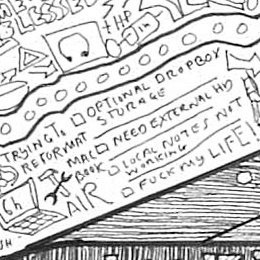 +HP
TRYING TO
REFORMAT
MAC
BOOK
AIR
OPTIONAL DROPBOX
STORAGE
NEED EXTERNAL HD
LOCAL NOTES NOT
WORKING
FUCK MY LIFE!